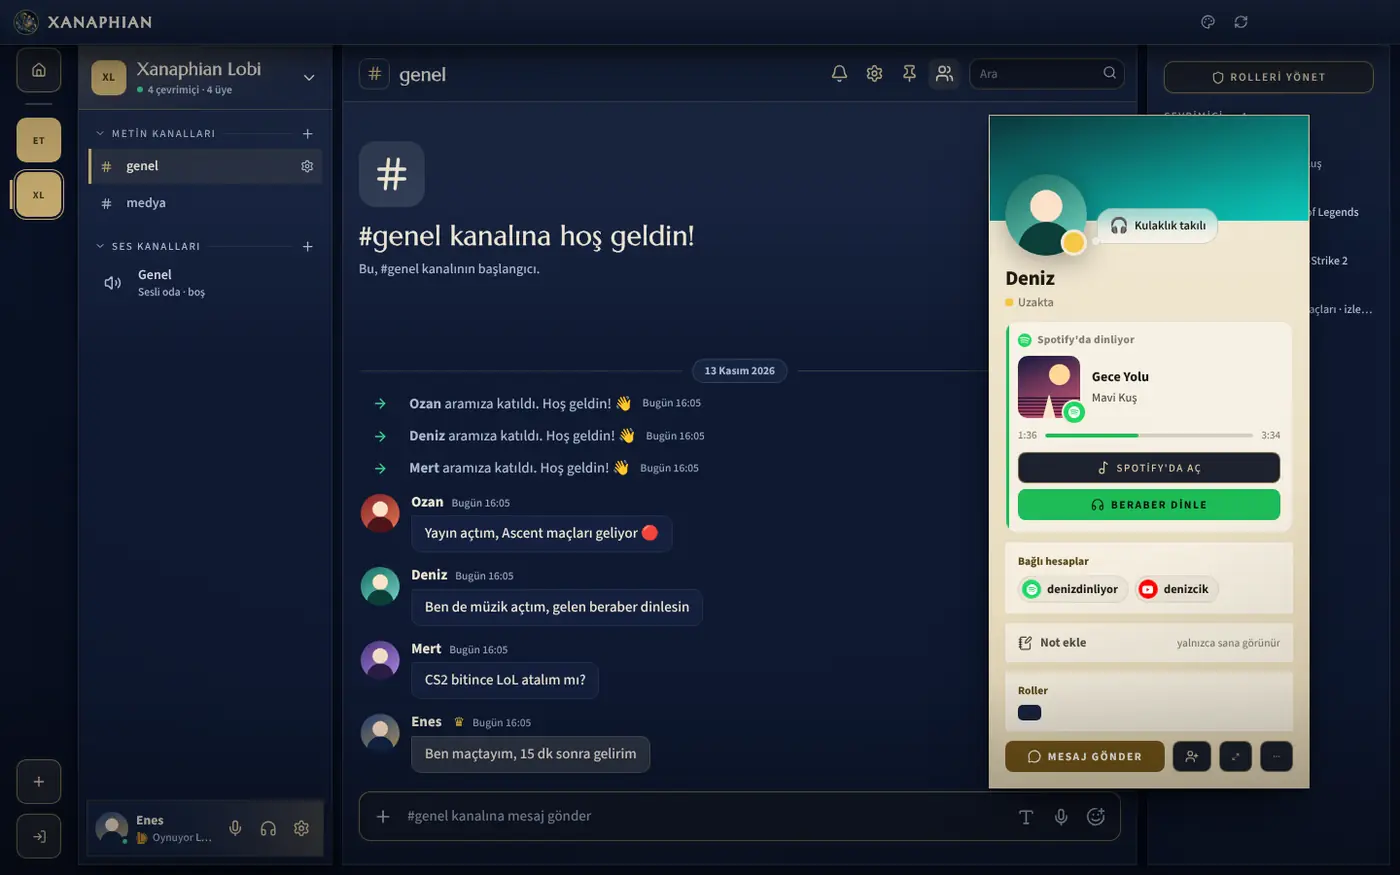 XANAPHIAN
XL
Xanaphian Lobi
4 çevrimiçi · 4 üye
ET
XL
METİN KANALLARI
# genel
# medya
SES KANALLARI
Genel
Sesli oda · boş
Enes
Oynuyor L...
# genel
Ara
#
#genel kanalına hoş geldin!
Bu, #genel kanalının başlangıcı.
13 Kasım 2026
Ozan aramıza katıldı. Hoş geldin! 👋 Bugün 16:05
Deniz aramıza katıldı. Hoş geldin! 👋 Bugün 16:05
Mert aramıza katıldı. Hoş geldin! 👋 Bugün 16:05
Ozan Bugün 16:05
Yayın açtım, Ascent maçları geliyor 🔴
Deniz Bugün 16:05
Ben de müzik açtım, gelen beraber dinlesin
Mert Bugün 16:05
CS2 bitince LoL atalım mı?
Enes Bugün 16:05
Ben maçtayım, 15 dk sonra gelirim
#genel kanalına mesaj gönder
ROLLERİ YÖNET
of Legends
Strike 2
izle...
Kulaklık takılı
Deniz
Uzakta
Spotify'da dinliyor
Gece Yolu
Mavi Kuş
1:36 3:34
SPOTİFY'DA AÇ
BERABER DİNLE
Bağlı hesaplar
denizdinliyor denizcik
Not ekle yalnızca sana görünür
Roller
MESAJ GÖNDER